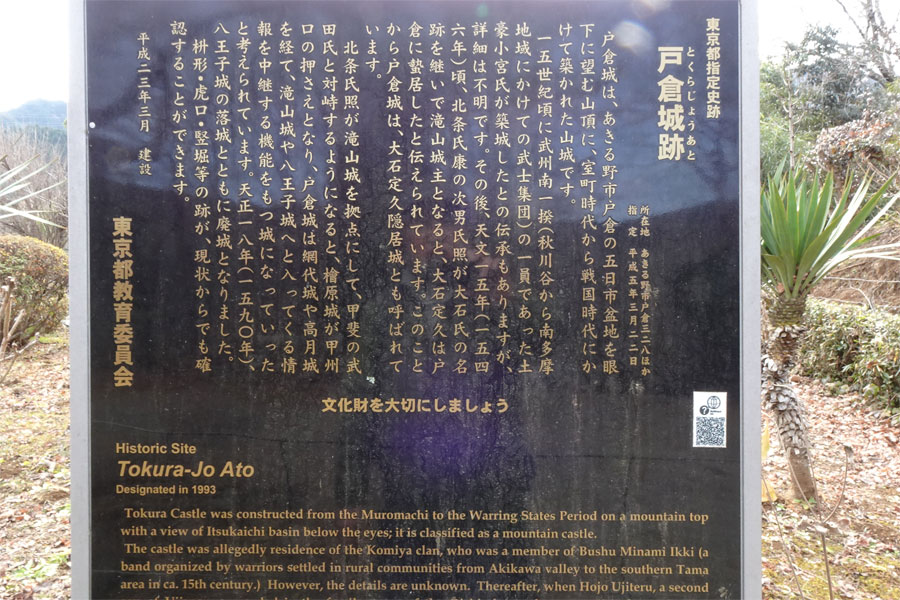 東京都指定史跡
とくらじょうあと
戸倉城跡
所在地 あきる野市戸倉三二八ほか
指定 平成五年三月二二日
戸倉城は、あきる野市戸倉の五日市盆地を眼
下に望む山頂に、室町時代から戦国時代にか
けて築かれた山城です。
一五世紀頃に武州南一揆（秋川谷から南多摩
地域にかけての武士集団）の一員であった土
豪小宮氏が築城したとの伝承もありますが、
詳細は不明です。その後、天文一五年（一五四
六年）頃、北条氏康の次男氏照が大石氏の名
跡を継いで滝山城主となると、大石定久は戸
倉に蟄居したと伝えられています。このこと
から戸倉城は、大石定久隠居城とも呼ばれて
います。
北条氏照が滝山城を拠点にして、甲斐の武
田氏と対峙するようになると、檜原城が甲州
口の押さえとなり、戸倉城は網代城や高月城
を経て、滝山城や八王子城へと入ってくる情
報を中継する機能をもつ城になっていった
と考えられています。天正一八年（一五九〇年）、
八王子城の落城とともに廃城となりました。
枡形・虎口・竪堀等の跡が、現状からでも確
認することができます。
平成二三年三月 建設
東京都教育委員会
文化財を大切にしましょう
Historic Site
Tokura-Jo Ato
Designated in 1993
Tokura Castle was constructed from the Muromachi to the Warring States Period on a mountain top
with a view of Itsukaichi basin below the eyes; it is classified as a mountain castle.
The castle was allegedly residence of the Komiya clan, who was a member of Bushu Minami Ikki (a
band organized by warriors settled in rural communities from Akikawa valley to the southern Tama
area in ca. 15th century.) However, the details are unknown. Thereafter, when Hojo Ujiteru, a second